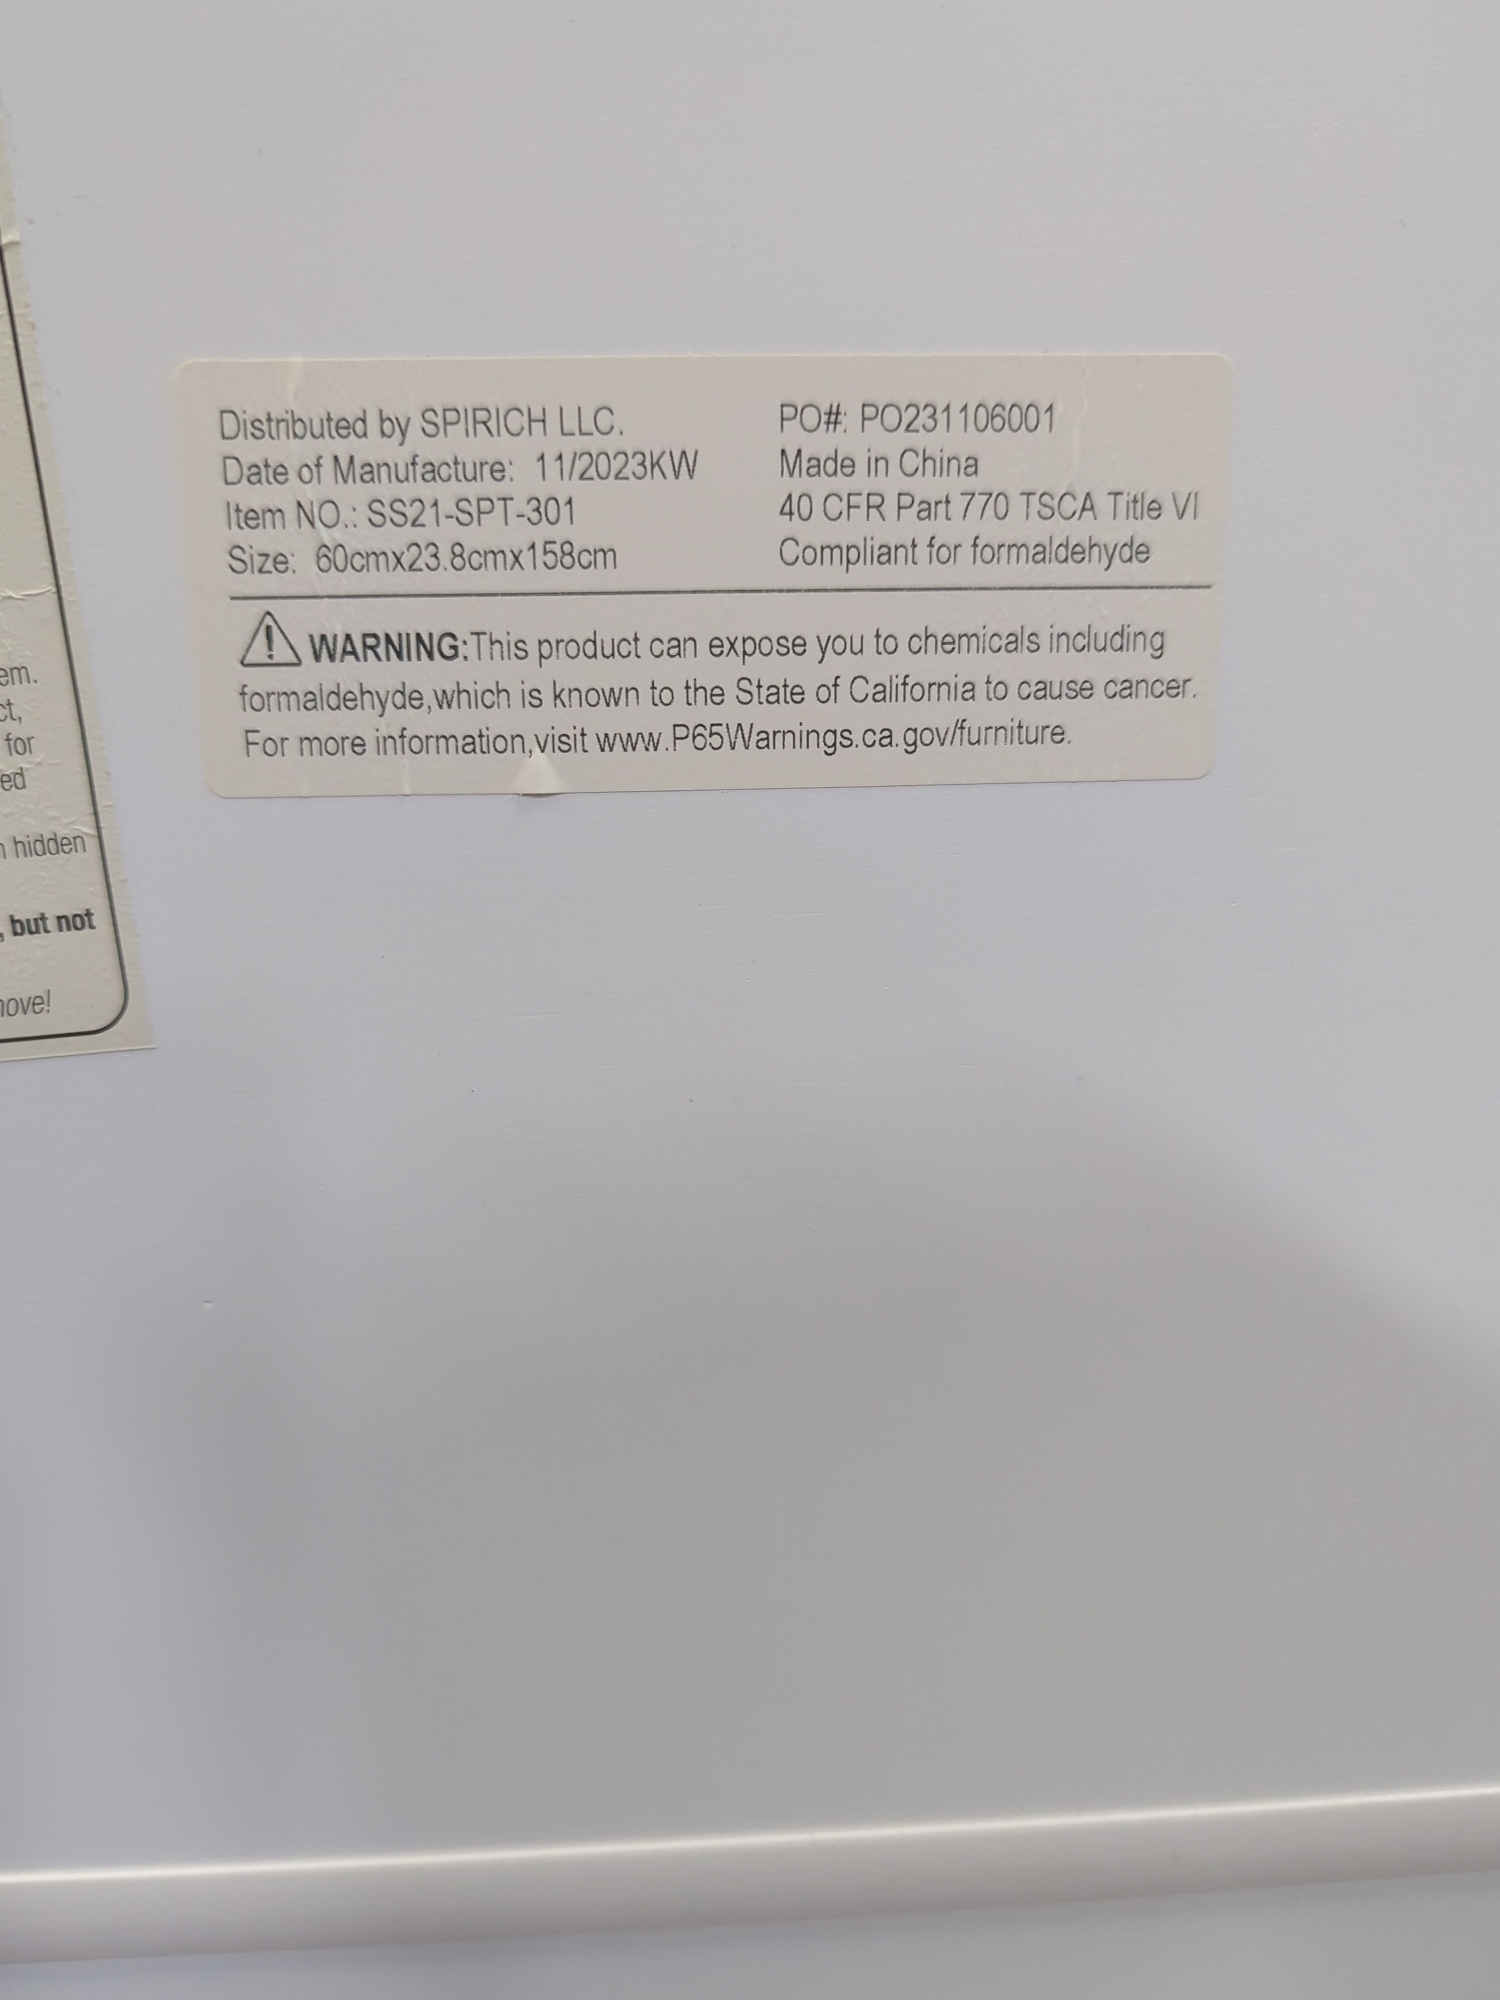 Distributed by SPIRICH LLC.
Date of Manufacture: 11/2023KW
Item NO.: SS21-SPT-301
Size: 60cmx23.8cmx158cm
PO#: PO231106001
Made in China
40 CFR Part 770 TSCA Title VI
Compliant for formaldehyde
WARNING:This product can expose you to chemicals including
formaldehyde,which is known to the State of California to cause cancer.
For more information,visit www.P65Warnings.ca.gov/furniture.
for
hidden
, but not